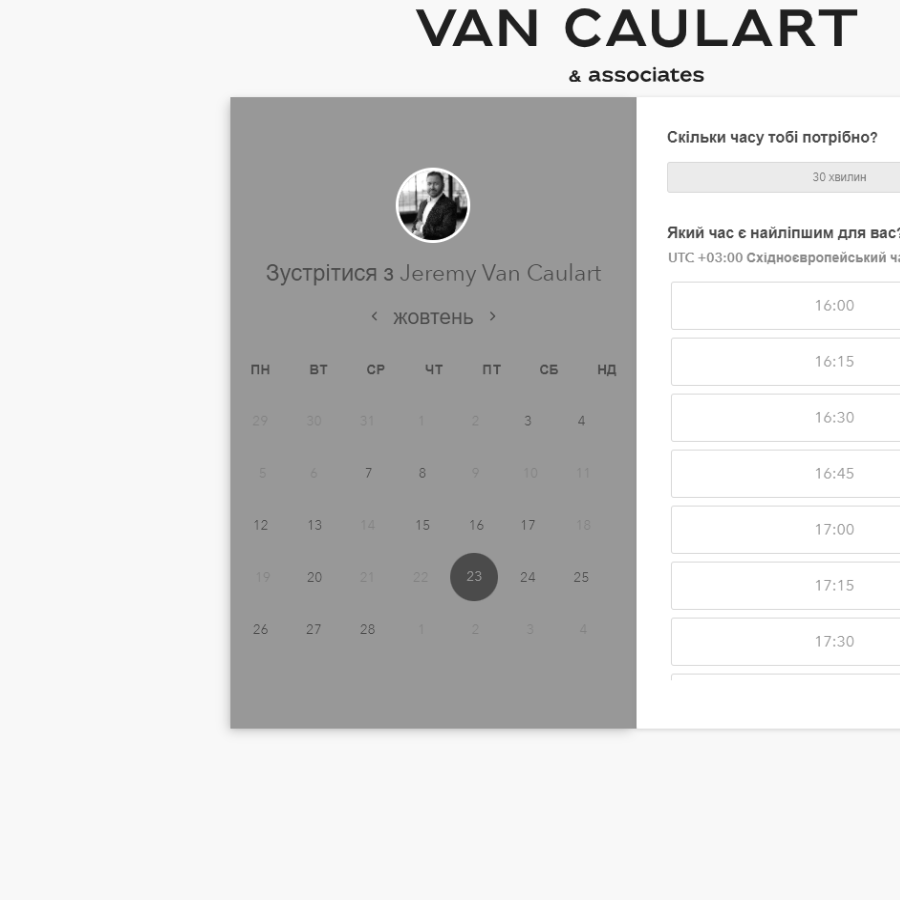 VAN CAULART
& associates
Зустрітися з Jeremy Van Caulart
‹ жовтень ›
ПН ВТ СР ЧТ ПТ СБ НД
29 30 31 1 2 3 4
5 6 7 8 9 10 11
12 13 14 15 16 17 18
19 20 21 22 23 24 25
26 27 28 1 2 3 4
Скільки часу тобі потрібно?
30 хвилин
Який час є найліпшим для вас?
UTC +03:00 Східноєвропейський ча
16:00
16:15
16:30
16:45
17:00
17:15
17:30